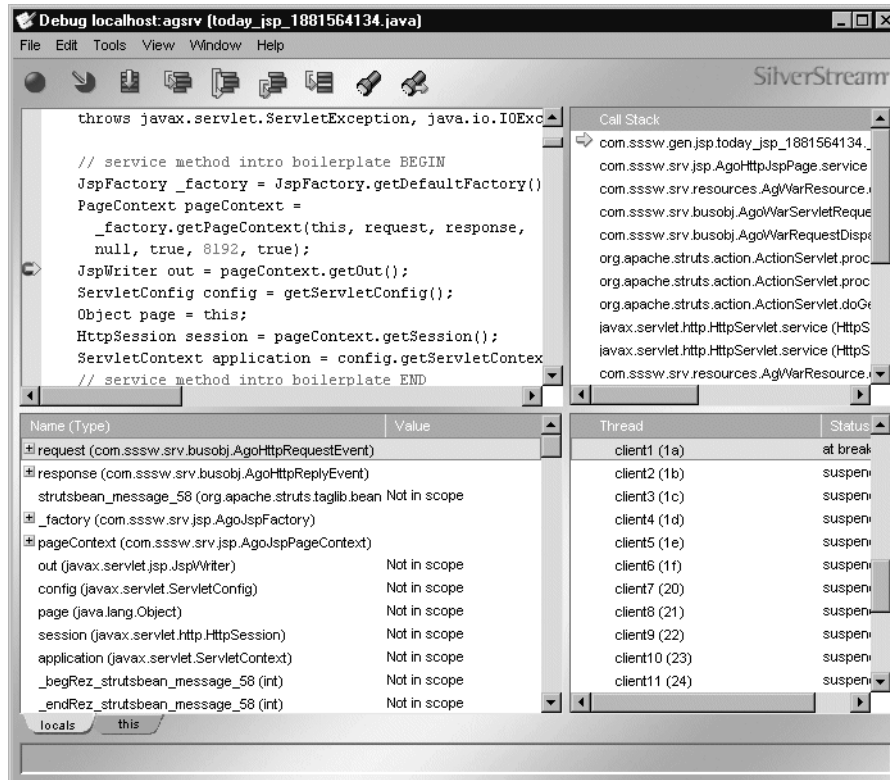 Debug localhost:agsrv (today_jsp_1881564134.java)
File Edit Tools View Window Help
SilverStream
throws javax.servlet.ServletException, java.io.IOExc
// service method intro boilerplate BEGIN
JspFactory _factory = JspFactory.getDefaultFactory()
PageContext pageContext =
_factory.getPageContext(this, request, response,
null, true, 8192, true);
JspWriter out = pageContext.getOut();
ServletConfig config = getServletConfig();
Object page = this;
HttpSession session = pageContext.getSession();
ServletContext application = config.getServletContex
// service method intro boilerplate END
Call Stack
com.sssw.gen.jsp.today_jsp_1881564134._
com.sssw.srv.jsp.AgoHttpJspPage.service
com.sssw.srv.resources.AgWarResource.
com.sssw.srv.busobj.AgoWarServletReque
com.sssw.srv.busobj.AgoWarRequestDispa
org.apache.struts.action.ActionServlet.proc
org.apache.struts.action.ActionServlet.proc
org.apache.struts.action.ActionServlet.doGe
javax.servlet.http.HttpServlet.service (HttpS
javax.servlet.http.HttpServlet.service (HttpS
com.sssw.srv.resources.AgWarResource.
Name (Type) Value
request (com.sssw.srv.busobj.AgoHttpRequestEvent)
response (com.sssw.srv.busobj.AgoHttpReplyEvent)
strutsbean_message_58 (org.apache.struts.taglib.bean Not in scope
_factory (com.sssw.srv.jsp.AgoJspFactory)
pageContext (com.sssw.srv.jsp.AgoJspPageContext)
out (javax.servlet.jsp.JspWriter) Not in scope
config (javax.servlet.ServletConfig) Not in scope
page (java.lang.Object) Not in scope
session (javax.servlet.http.HttpSession) Not in scope
application (javax.servlet.ServletContext) Not in scope
_begRez_strutsbean_message_58 (int) Not in scope
_endRez_strutsbean_message_58 (int) Not in scope
locals this
Thread Status
client1 (1a) at break
client2 (1b) suspen
client3 (1c) suspen
client4 (1d) suspen
client5 (1e) suspen
client6 (1f) suspen
client7 (20) suspen
client8 (21) suspen
client9 (22) suspen
client10 (23) suspen
client11 (24) suspen